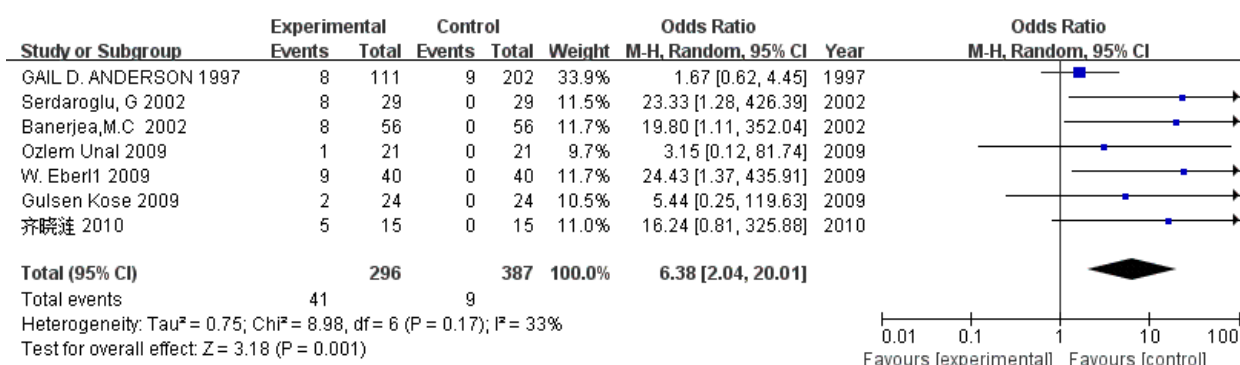 Experimental Control Odds Ratio Odds Ratio
Study or Subgroup Events Total Events Total Weight M-H, Random, 95% CI Year M-H, Random, 95% CI
GAIL D. ANDERSON 1997 8 111 9 202 33.9% 1.67 [0.62, 4.45] 1997
Serdaroglu, G 2002 8 29 0 29 11.5% 23.33 [1.28, 426.39] 2002
Banerjea,M.C 2002 8 56 0 56 11.7% 19.80 [1.11, 352.04] 2002
Ozlem Unal 2009 1 21 0 21 9.7% 3.15 [0.12, 81.74] 2009
W. Eberl1 2009 9 40 0 40 11.7% 24.43 [1.37, 435.91] 2009
Gulsen Kose 2009 2 24 0 24 10.5% 5.44 [0.25, 119.63] 2009
齐晓涟 2010 5 15 0 15 11.0% 16.24 [0.81, 325.88] 2010
Total (95% CI) 296 387 100.0% 6.38 [2.04, 20.01]
Total events 41 9
Heterogeneity: Tau² = 0.75; Chi² = 8.98, df = 6 (P = 0.17); I² = 33%
Test for overall effect: Z = 3.18 (P = 0.001)
0.01 0.1 1 10 100
Favours [experimental] Favours [control]